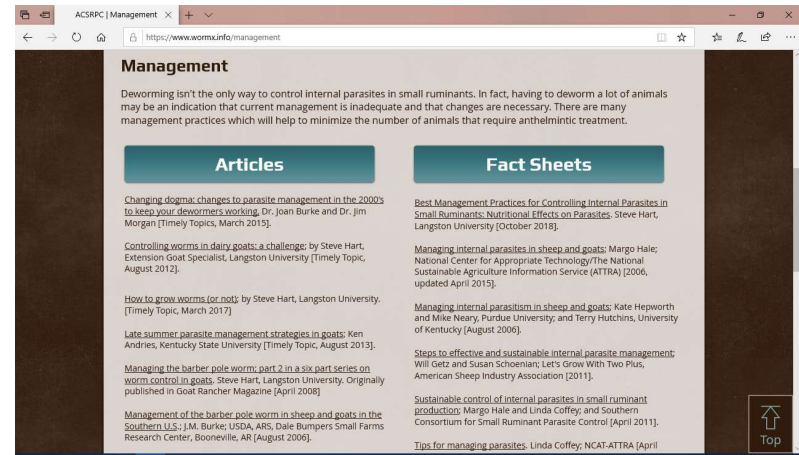 ACSRPC | Management
https://www.wormx.info/management
Management
Deworming isn't the only way to control internal parasites in small ruminants. In fact, having to deworm a lot of animals
may be an indication that current management is inadequate and that changes are necessary. There are many
management practices which will help to minimize the number of animals that require anthelmintic treatment.
Articles
Changing dogma: changes to parasite management in the 2000's
to keep your dewormers working, Dr. Joan Burke and Dr. Jim
Morgan [Timely Topics, March 2015].
Controlling worms in dairy goats: a challenge; by Steve Hart,
Extension Goat Specialist, Langston University [Timely Topic,
August 2012].
How to grow worms (or not); by Steve Hart, Langston University.
[Timely Topic, March 2017]
Late summer parasite management strategies in goats; Ken
Andries, Kentucky State University [Timely Topic, August 2013].
Managing the barber pole worm; part 2 in a six part series on
worm control in goats. Steve Hart, Langston University. Originally
published in Goat Rancher Magazine [April 2008]
Management of the barber pole worm in sheep and goats in the
Southern U.S.; J.M. Burke; USDA, ARS, Dale Bumpers Small Farms
Research Center, Booneville, AR [August 2006].
Fact Sheets
Best Management Practices for Controlling Internal Parasites in
Small Ruminants: Nutritional Effects on Parasites. Steve Hart,
Langston University [October 2018].
Managing internal parasites in sheep and goats; Margo Hale;
National Center for Appropriate Technology/The National
Sustainable Agriculture Information Service (ATTRA) [2006,
updated April 2015].
Managing internal parasitism in sheep and goats; Kate Hepworth
and Mike Neary, Purdue University; and Terry Hutchins, University
of Kentucky [August 2006].
Steps to effective and sustainable internal parasite management;
Will Getz and Susan Schoenian; Let's Grow With Two Plus,
American Sheep Industry Association [2011].
Sustainable control of internal parasites in small ruminant
production; Margo Hale and Linda Coffey; and Southern
Consortium for Small Ruminant Parasite Control [April 2011].
Tips for managing parasites. Linda Coffey; NCAT-ATTRA [April
Top